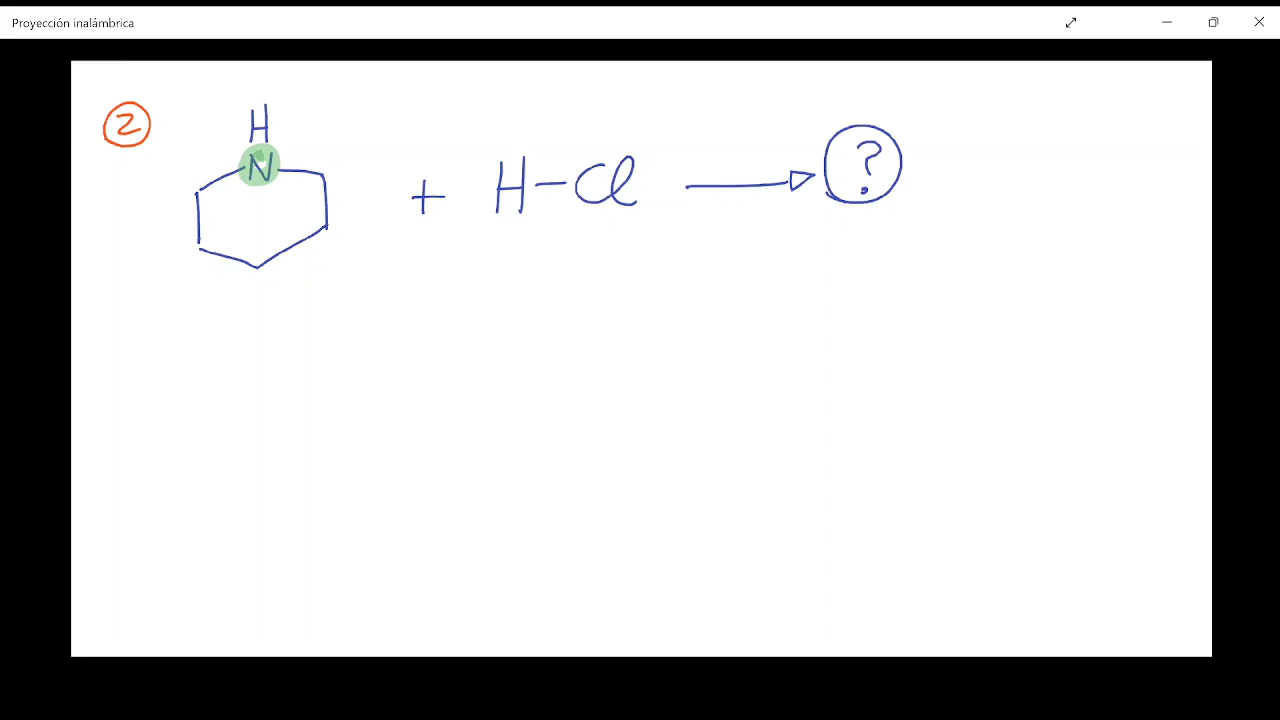 Proyección inalámbrica
2
H
N
+ H-Cl → ?